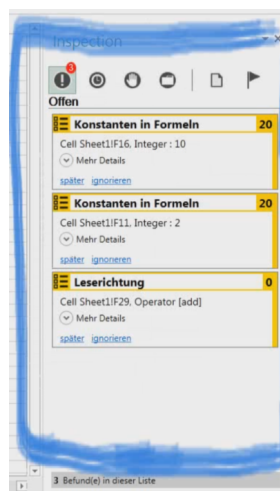 Inspection
3
Offen
Konstanten in Formeln 20
Cell Sheet1!F16, Integer : 10
Mehr Details
später ignorieren
Konstanten in Formeln 20
Cell Sheet1!F11, Integer : 2
Mehr Details
später ignorieren
Leserichtung 0
Cell Sheet1!F29, Operator [add]
Mehr Details
später ignorieren
3 Befund(e) in dieser Liste